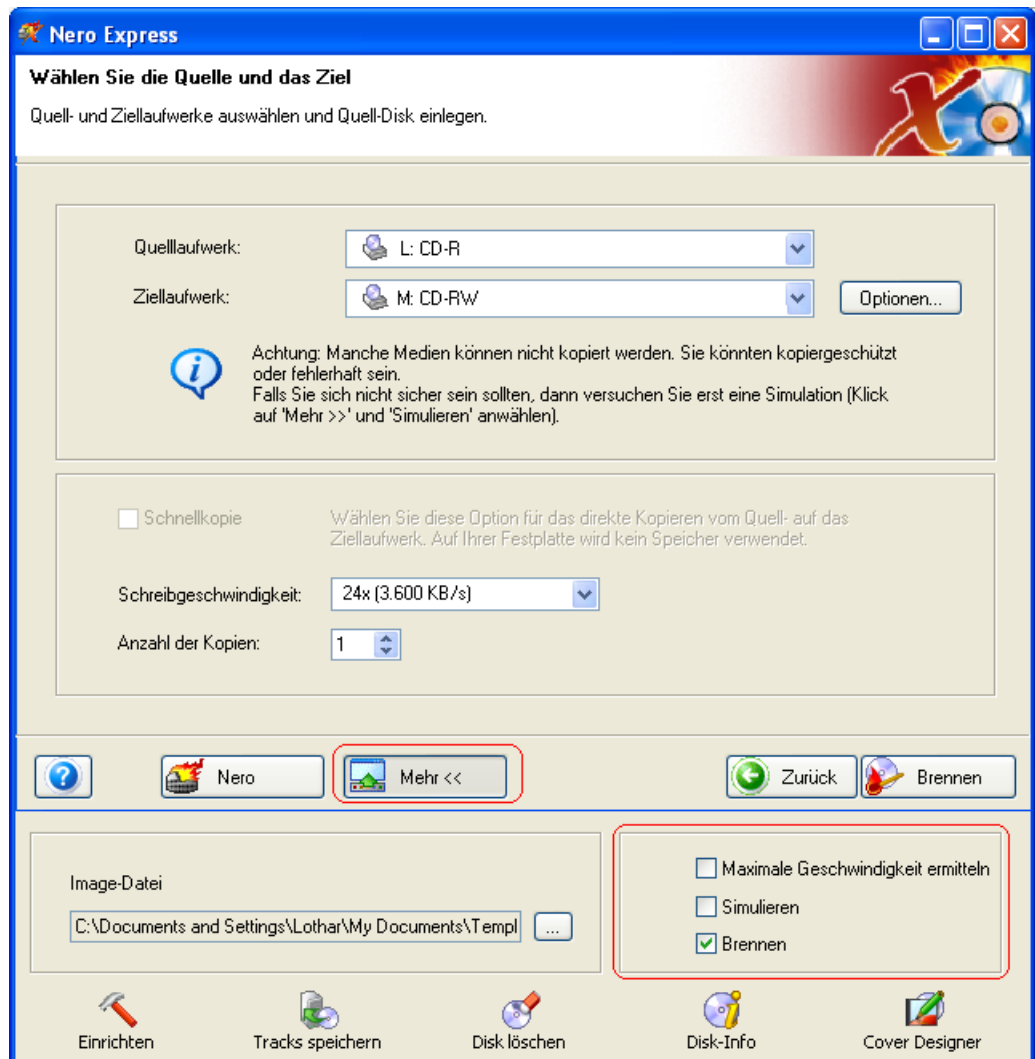 Nero Express
Wählen Sie die Quelle und das Ziel
Quell- und Ziellaufwerke auswählen und Quell-Disk einlegen.
Quelllaufwerk:
L: CD-R
Ziellaufwerk:
M: CD-RW
Optionen...
Achtung: Manche Medien können nicht kopiert werden. Sie könnten kopiergeschützt
oder fehlerhaft sein.
Falls Sie sich nicht sicher sein sollten, dann versuchen Sie erst eine Simulation (Klick
auf 'Mehr >>' und 'Simulieren' anwählen).
Schnellkopie
Wählen Sie diese Option für das direkte Kopieren vom Quell- auf das
Ziellaufwerk. Auf Ihrer Festplatte wird kein Speicher verwendet.
Schreibgeschwindigkeit:
24x (3.600 KB/s)
Anzahl der Kopien:
1
Nero
Mehr <<
Zurück
Brennen
Image-Datei
C:\Documents and Settings\Lothar\My Documents\Templ
...
Maximale Geschwindigkeit ermitteln
Simulieren
Brennen
Einrichten
Tracks speichern
Disk löschen
Disk-Info
Cover Designer